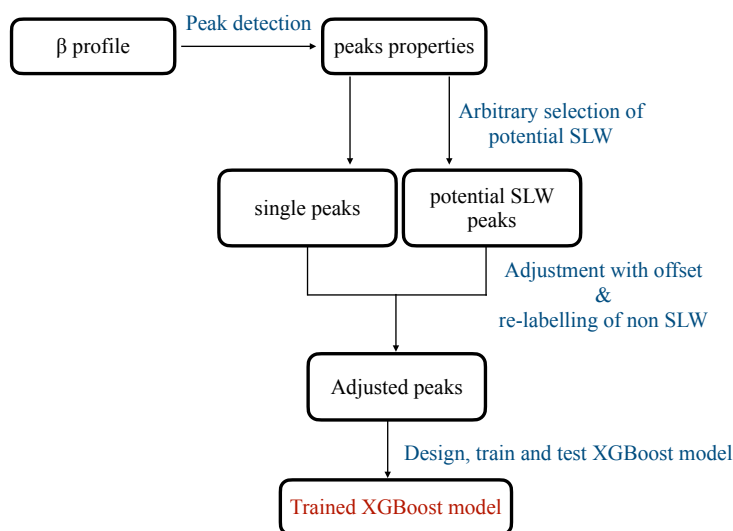 Peak detection
β profile
peaks properties
Arbitrary selection of
potential SLW
single peaks
potential SLW
peaks
Adjustment with offset
&
re-labelling of non SLW
Adjusted peaks
Design, train and test XGBoost model
Trained XGBoost model